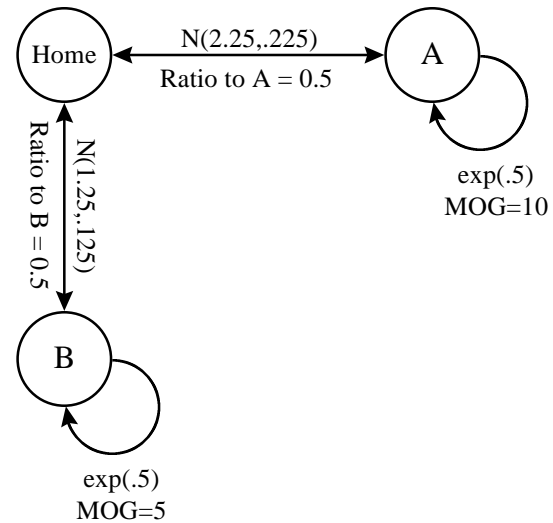 N(2.25,.225)
Home
A
Ratio to A = 0.5
N(1.25,.125)
Ratio to B = 0.5
exp(.5)
MOG=10
B
exp(.5)
MOG=5